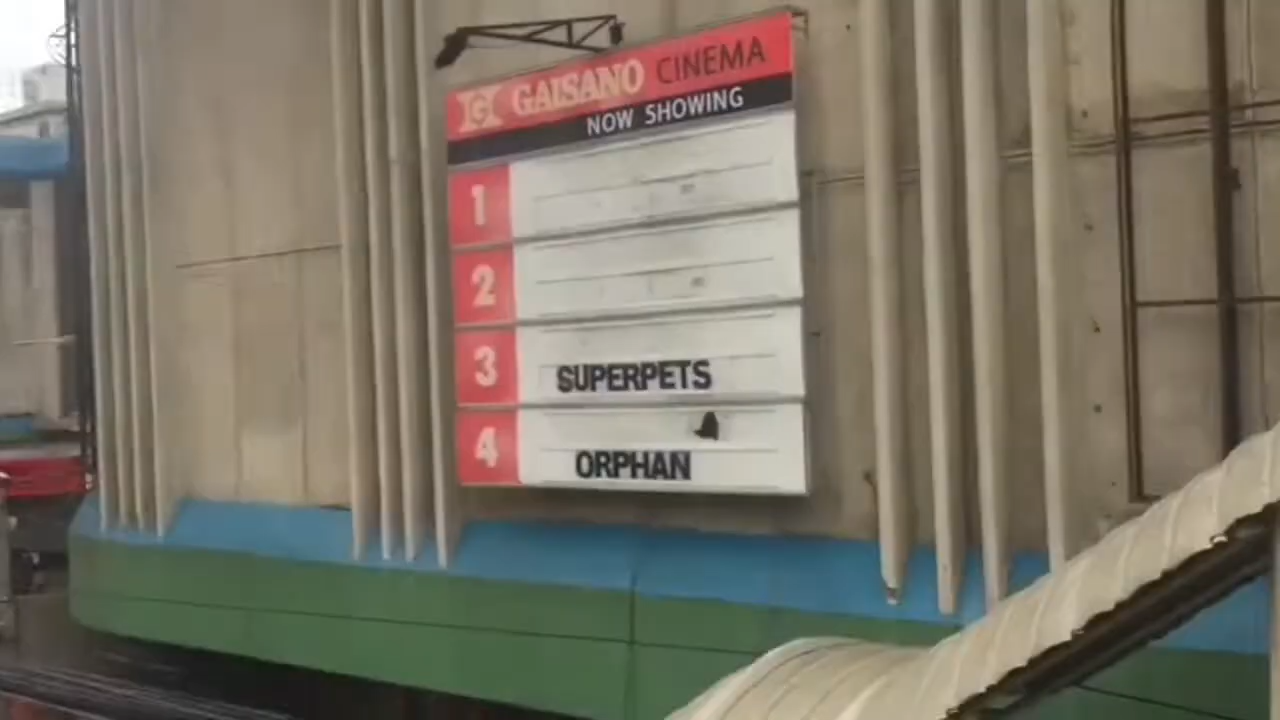 G GAISANO CINEMA
NOW SHOWING
1
2
3
SUPERPETS
4
ORPHAN